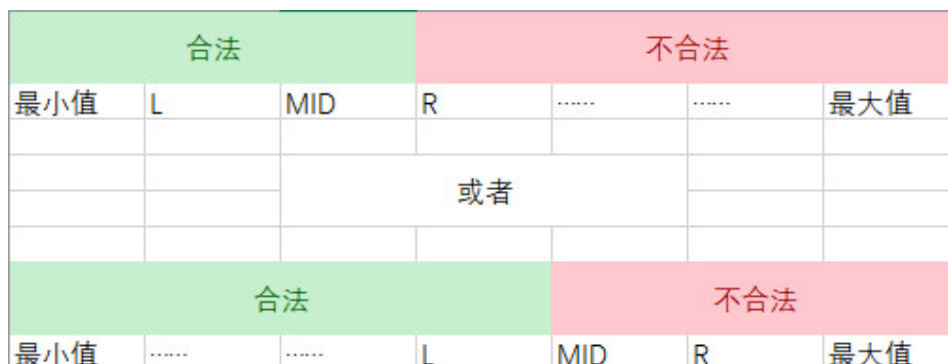 合法 不合法
最小值 L MID R …… …… 最大值
或者
合法 不合法
最小值 …… …… L MID R 最大值